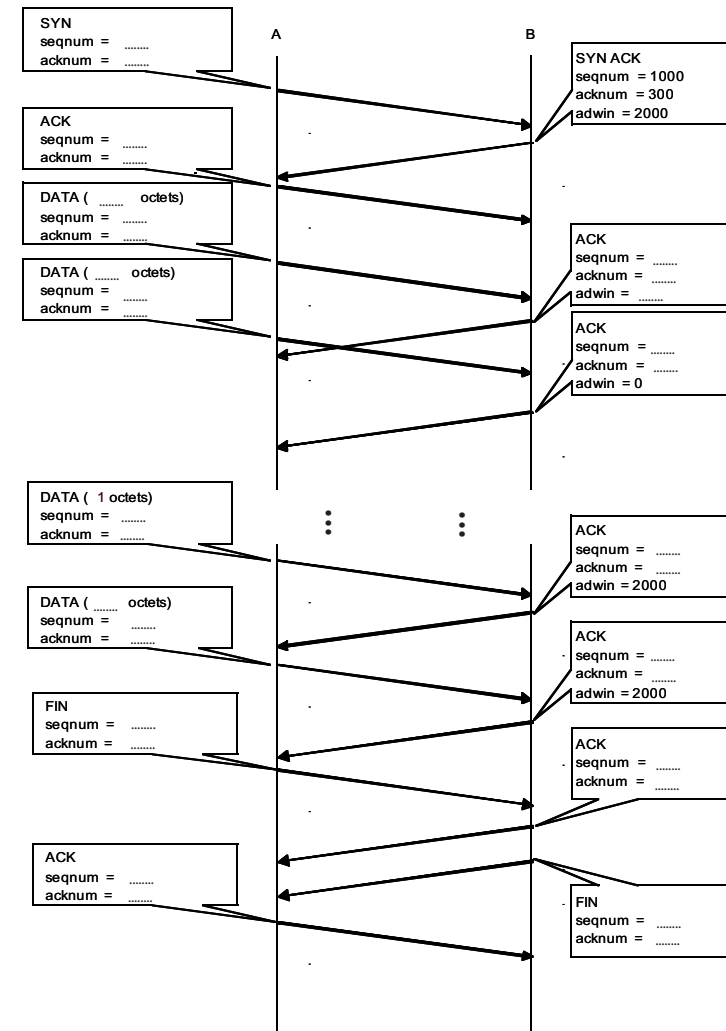 SYN
seqnum = ........
acknum = ........
A
B
SYN ACK
seqnum = 1000
acknum = 300
adwin = 2000
ACK
seqnum = ........
acknum = ........
DATA ( ........ octets)
seqnum = ........
acknum = ........
ACK
seqnum = ........
acknum = ........
adwin = ........
DATA ( ........ octets)
seqnum = ........
acknum = ........
ACK
seqnum = ........
acknum = ........
adwin = 0
DATA ( 1 octets)
seqnum = ........
acknum = ........
ACK
seqnum = ........
acknum = ........
adwin = 2000
DATA ( ........ octets)
seqnum = ........
acknum = ........
ACK
seqnum = ........
acknum = ........
adwin = 2000
FIN
seqnum = ........
acknum = ........
ACK
seqnum = ........
acknum = ........
ACK
seqnum = ........
acknum = ........
FIN
seqnum = ........
acknum = ........